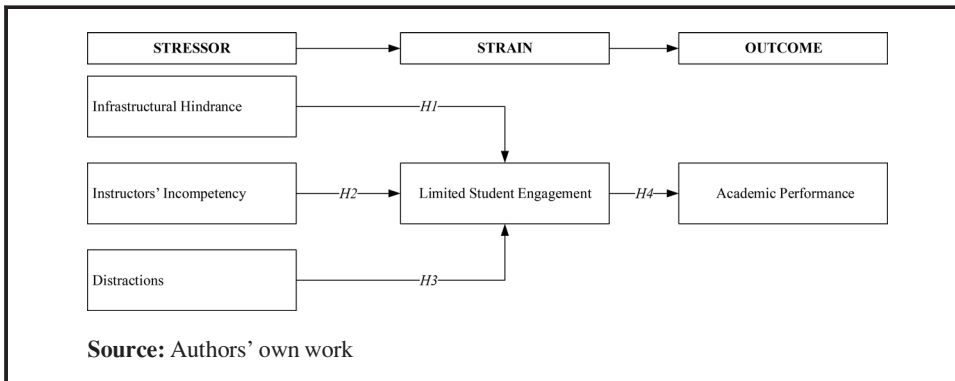 STRESSOR STRAIN OUTCOME
Infrastructural Hindrance H1
Instructors’ Incompetency H2 Limited Student Engagement H4 Academic Performance
Distractions H3
Source: Authors’ own work